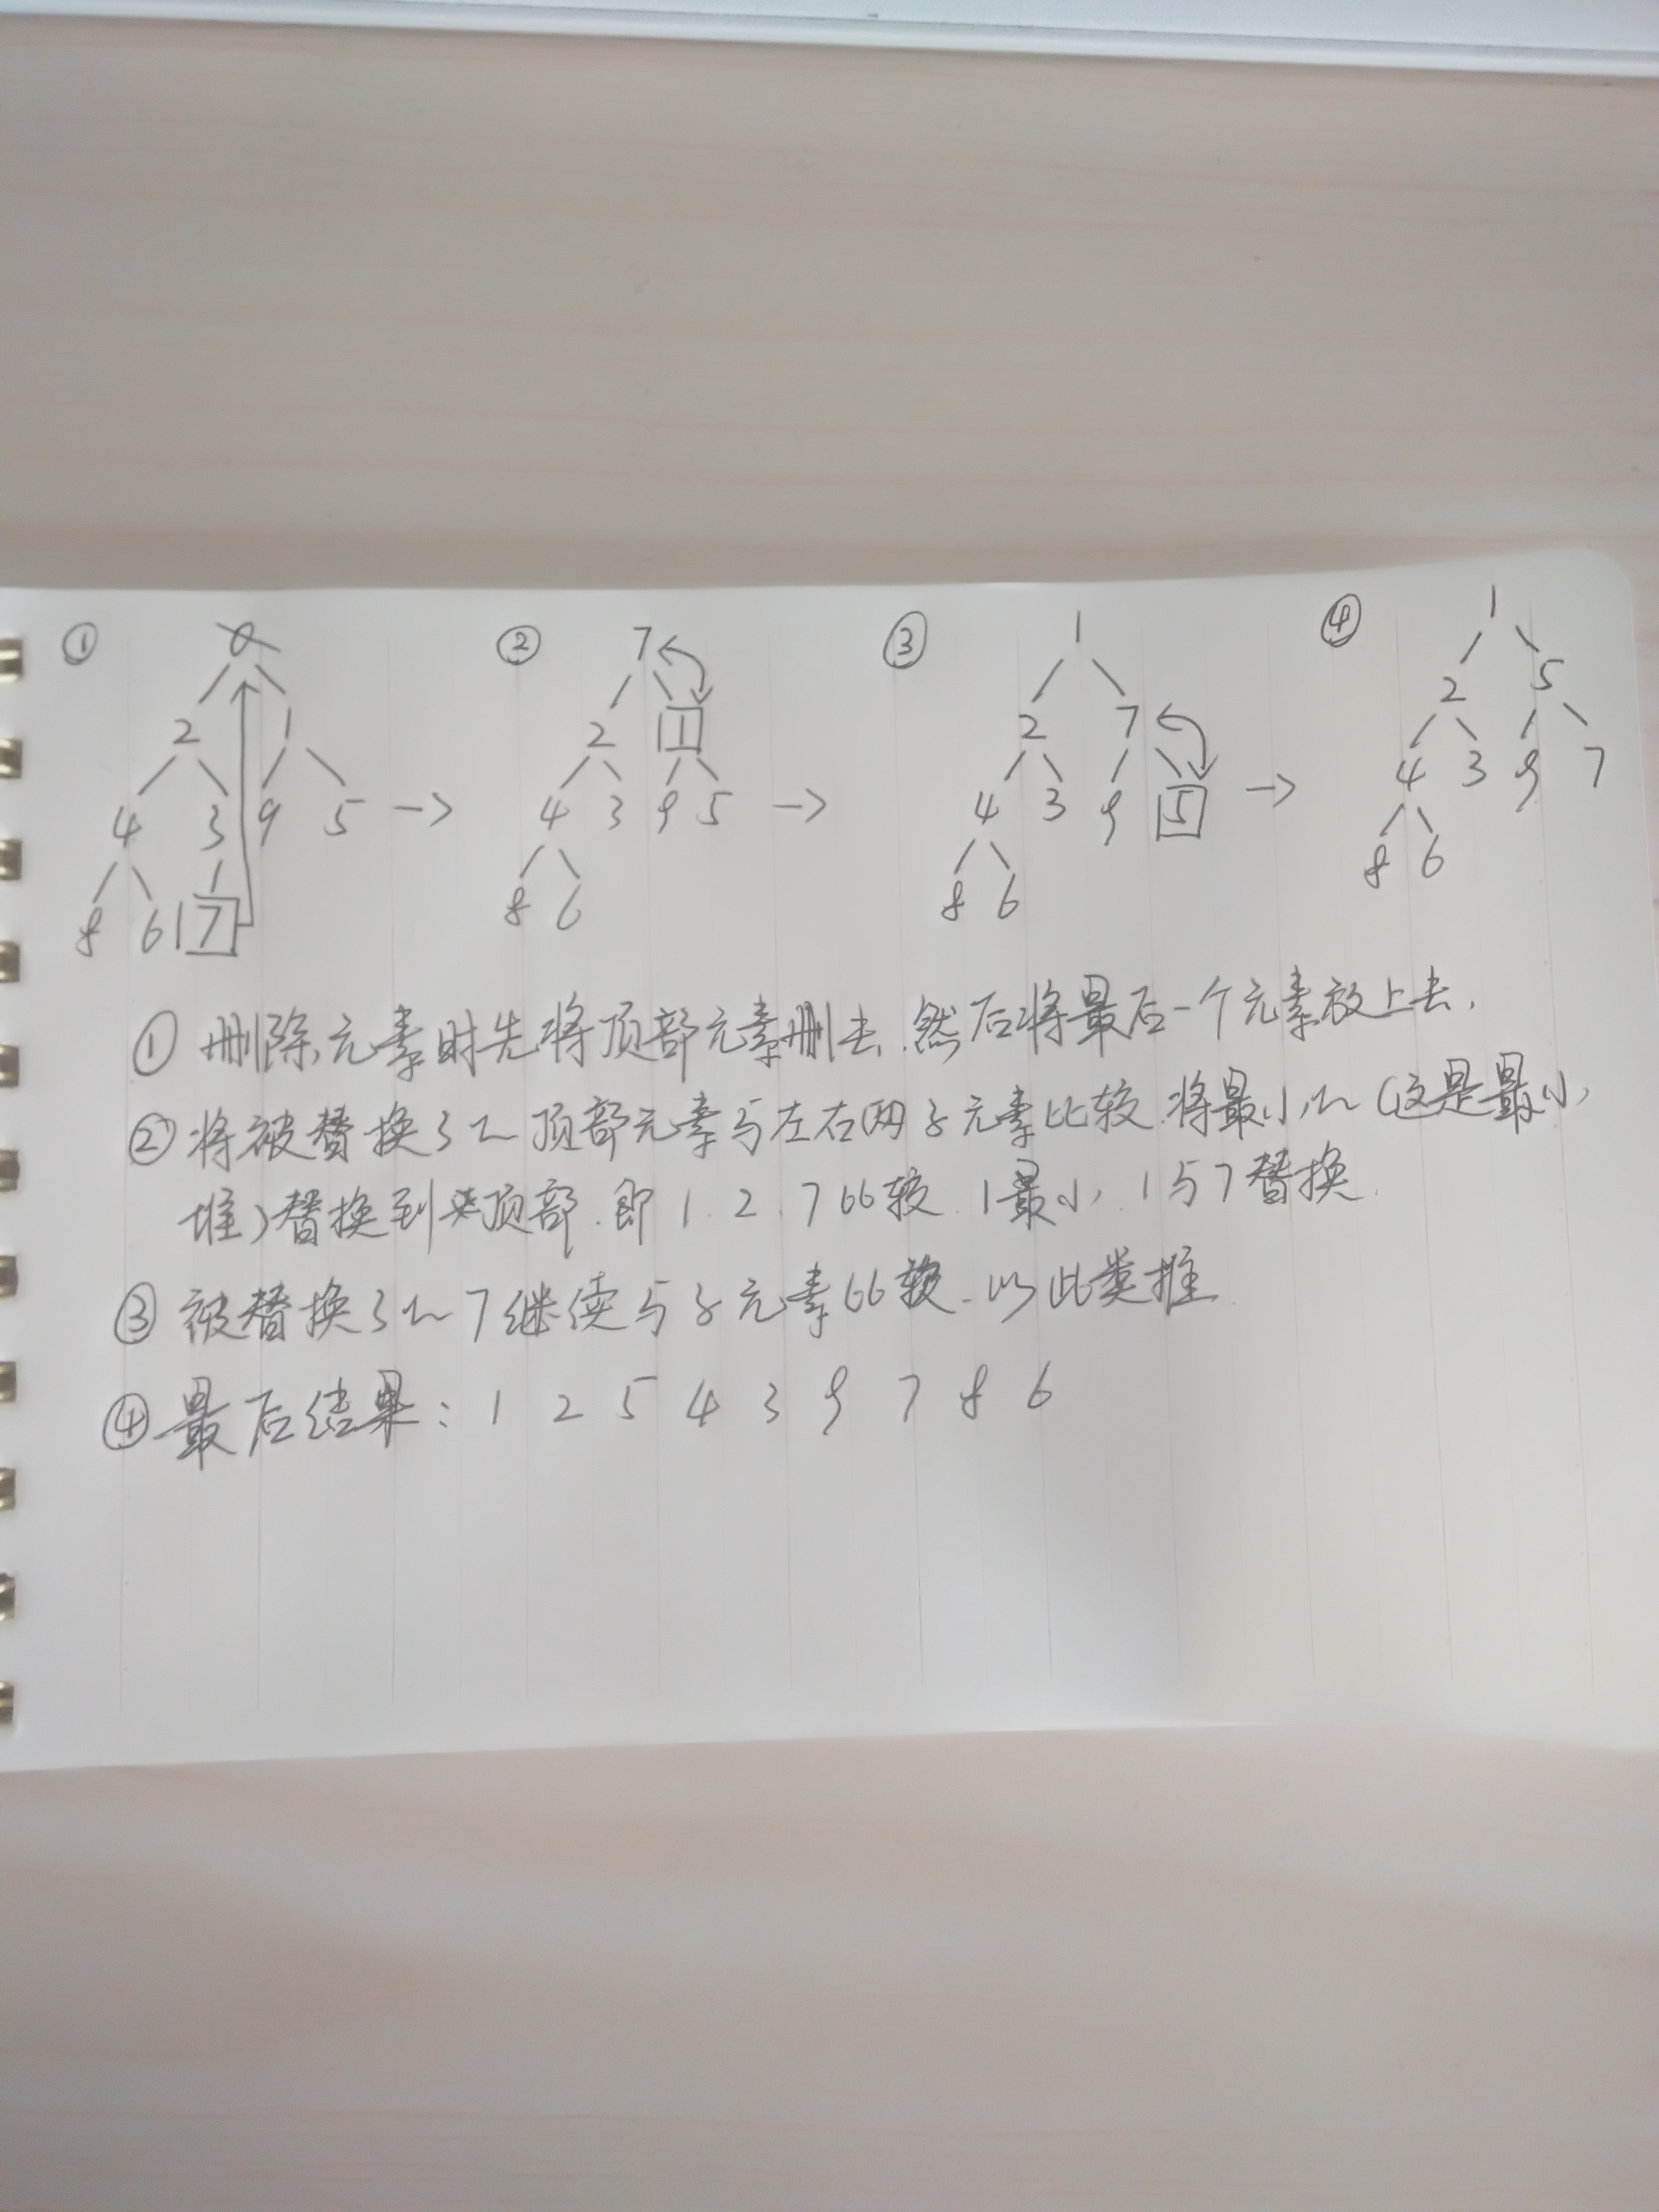 ① ② ③ ④
0 7 1 1
2 1 2 1 2 7 2 5
4 3 9 5 → 4 3 9 5 → 4 3 9 5 → 4 3 9 7
8 6 7 8 6 8 6 8 6
① 删除元素时先将顶部元素删去.然后将最后一个元素放上去.
② 将被替换了的顶部元素与左右两子元素比较.将最小的(这是最小
堆)替换到顶部.即1.2.7比较.1最小,1与7替换.
③ 被替换了的7继续与子元素比较.以此类推
④ 最后结果: 1 2 5 4 3 9 7 8 6